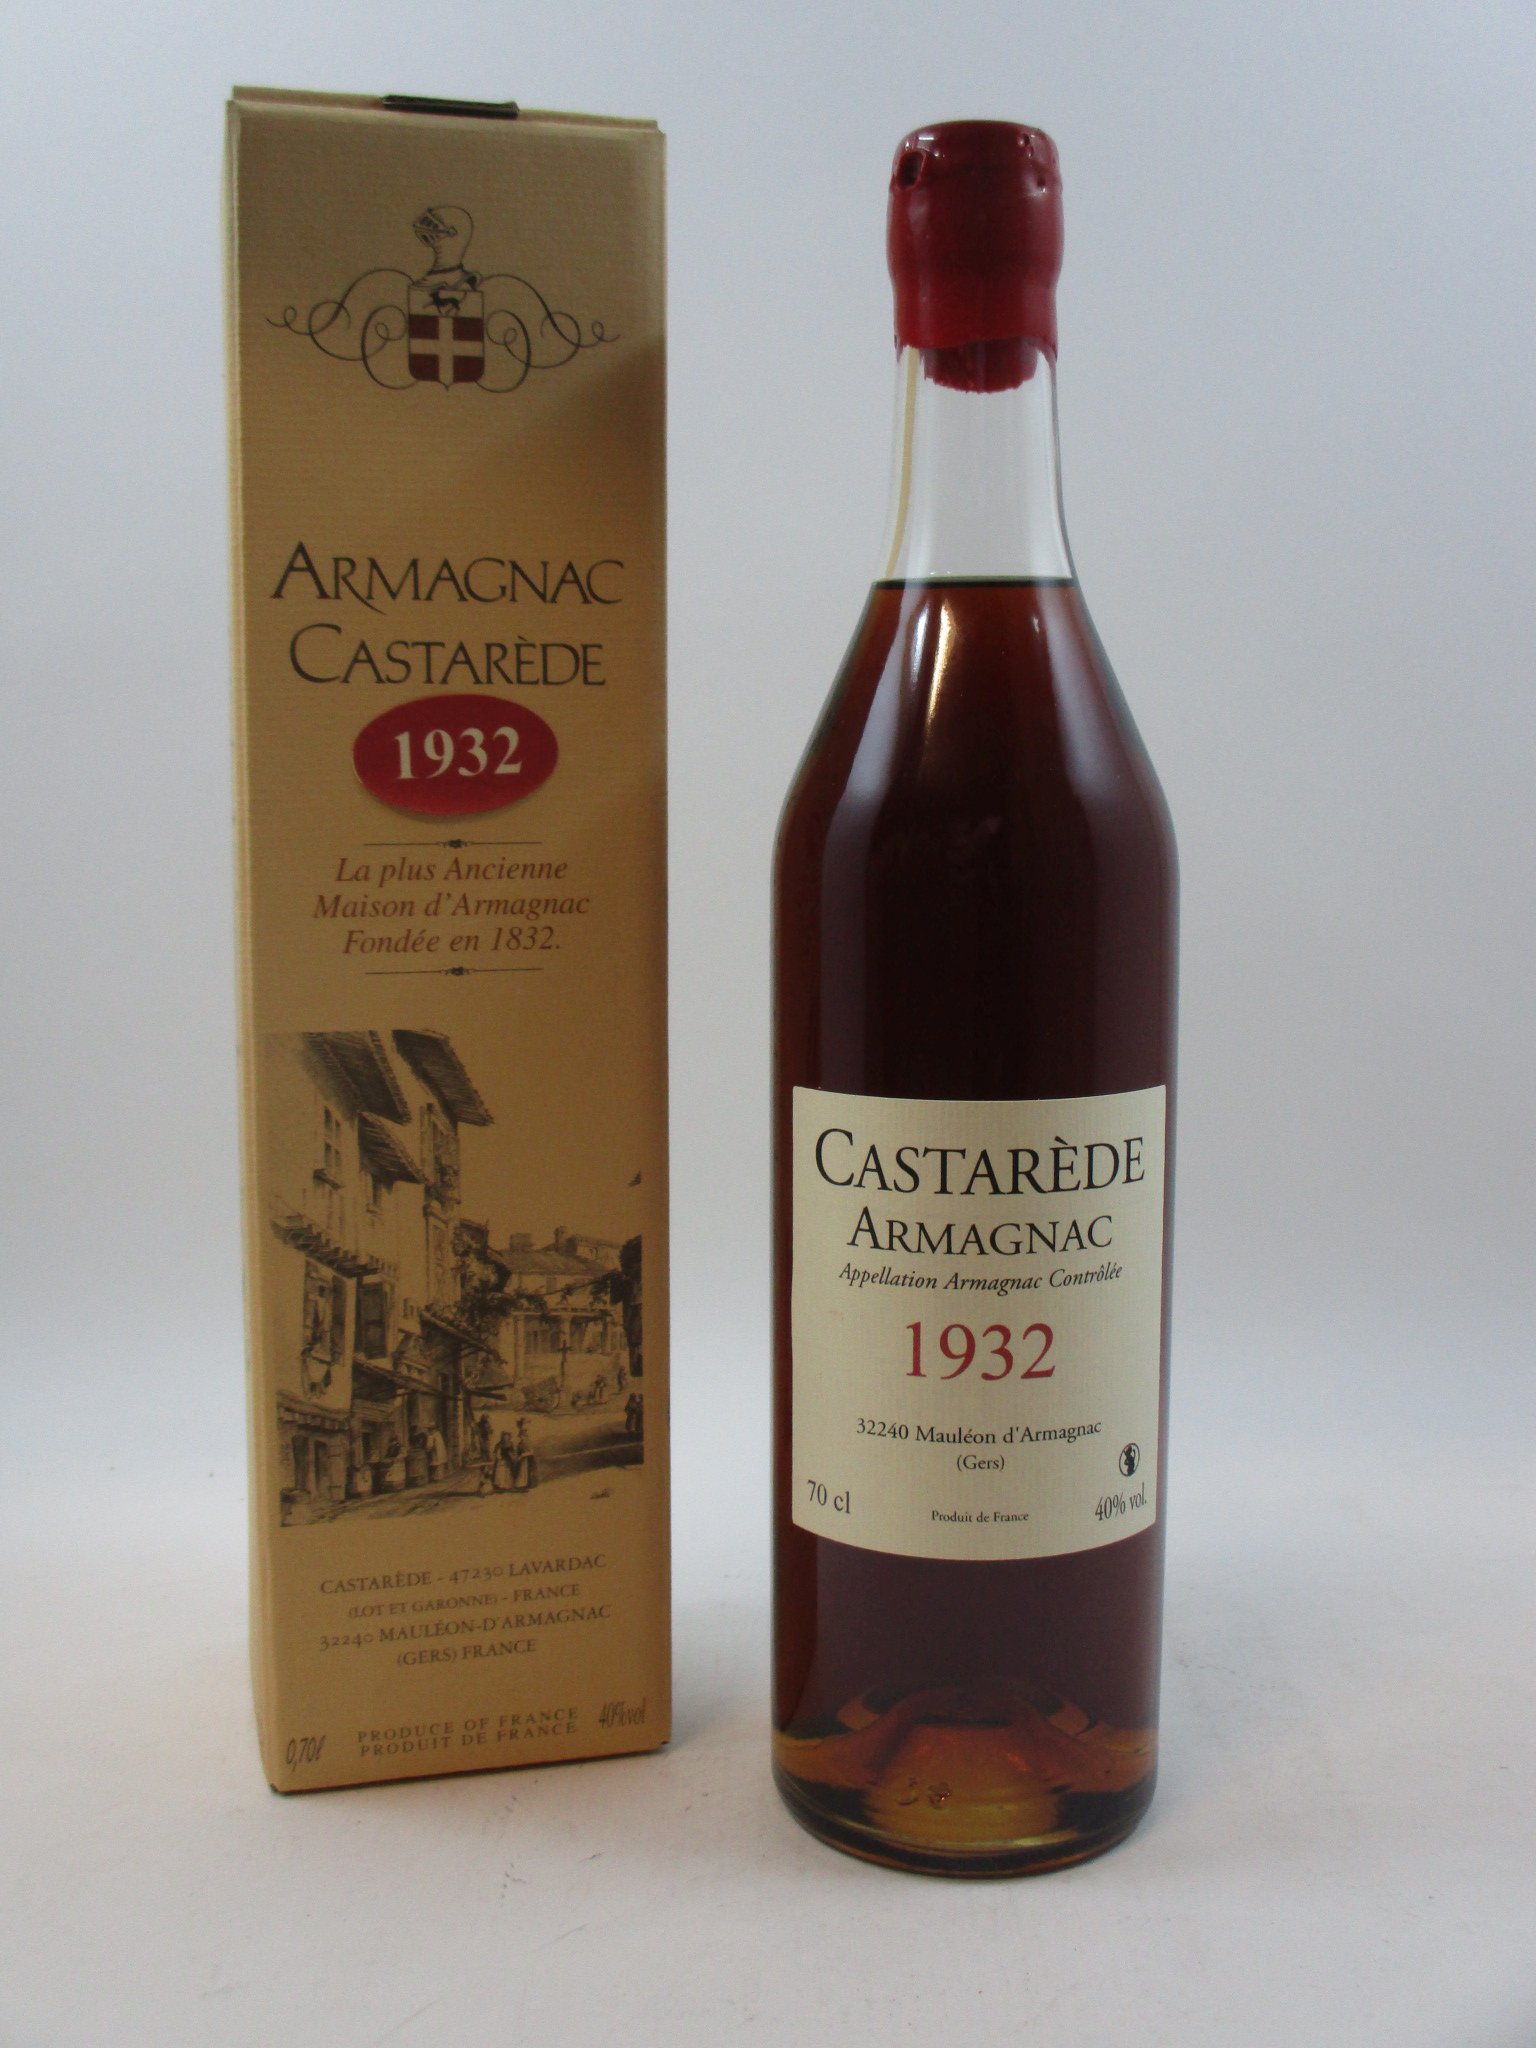 ARMAGNAC
CASTARÈDE
1932
La plus Ancienne
Maison d'Armagnac
Fondée en 1832.
CASTARÈDE - 47230 LAVARDAC
(LOT ET GARONNE) - FRANCE
32240 MAULÉON-D'ARMAGNAC
(GERS) FRANCE
PRODUCE OF FRANCE
PRODUIT DE FRANCE
0,70ℓ
40%vol
CASTARÈDE
ARMAGNAC
Appellation Armagnac Contrôlée
1932
32240 Mauléon d'Armagnac
(Gers)
70 cl
Produit de France
40% vol.